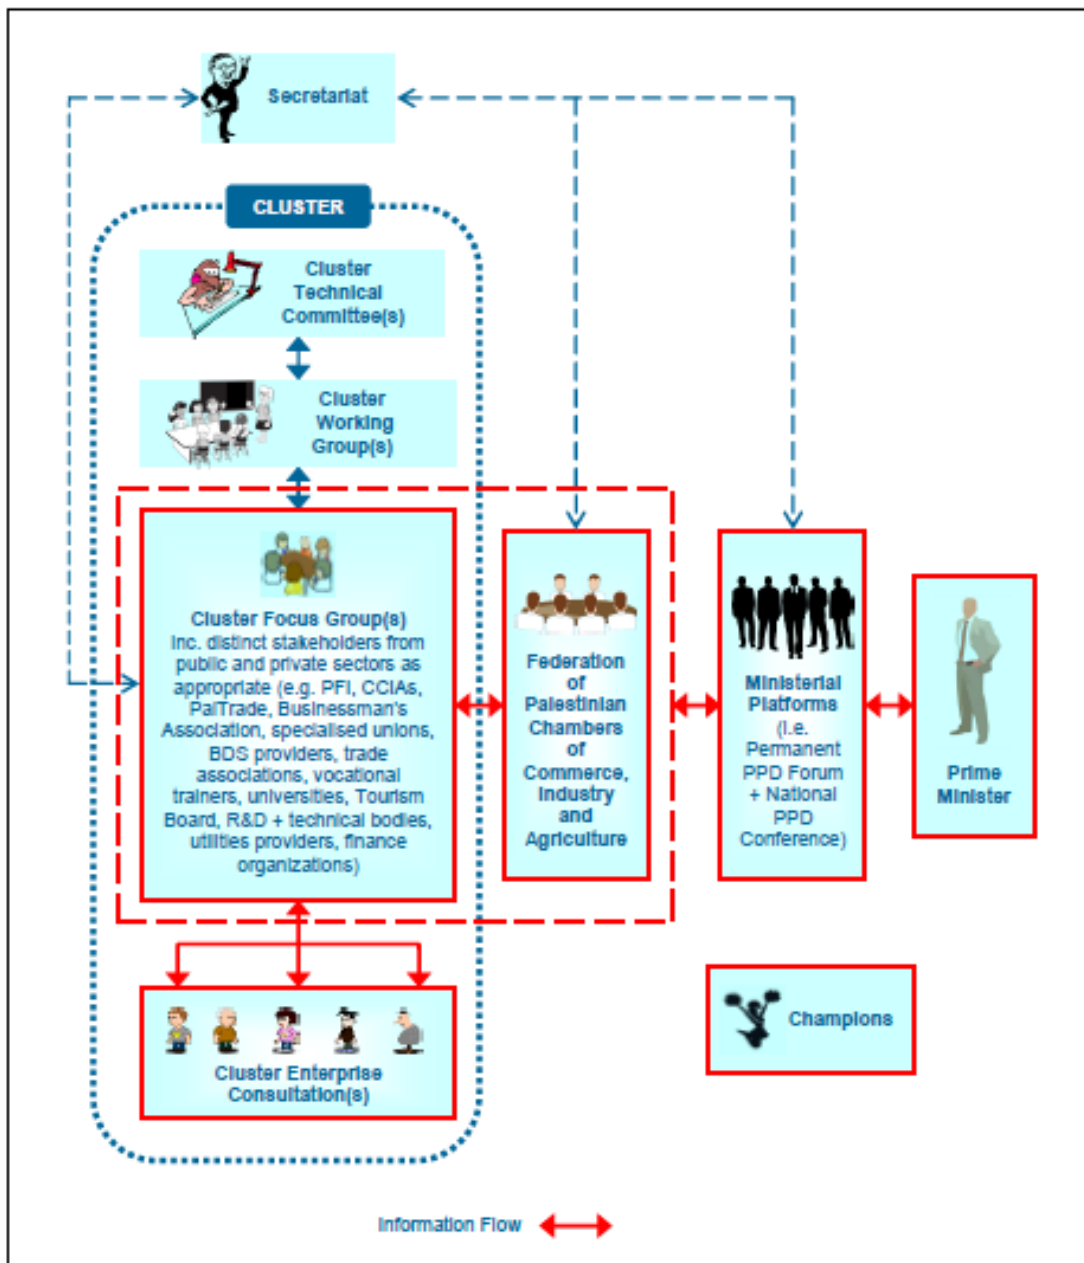 Secretariat
CLUSTER
Cluster
Technical
Committee(s)
Cluster
Working
Group(s)
Cluster Focus Group(s)
Inc. distinct stakeholders from
public and private sectors as
appropriate (e.g. PFI, CCIAs,
PalTrade, Businessman's
Association, specialised unions,
BDS providers, trade
associations, vocational
trainers, universities, Tourism
Board, R&D + technical bodies,
utilities providers, finance
organizations)
Federation
of
Palestinian
Chambers
of
Commerce,
Industry
and
Agriculture
Ministerial
Platforms
(i.e.
Permanent
PPD Forum
+ National
PPD
Conference)
Prime
Minister
Cluster Enterprise
Consultation(s)
Champions
Information Flow